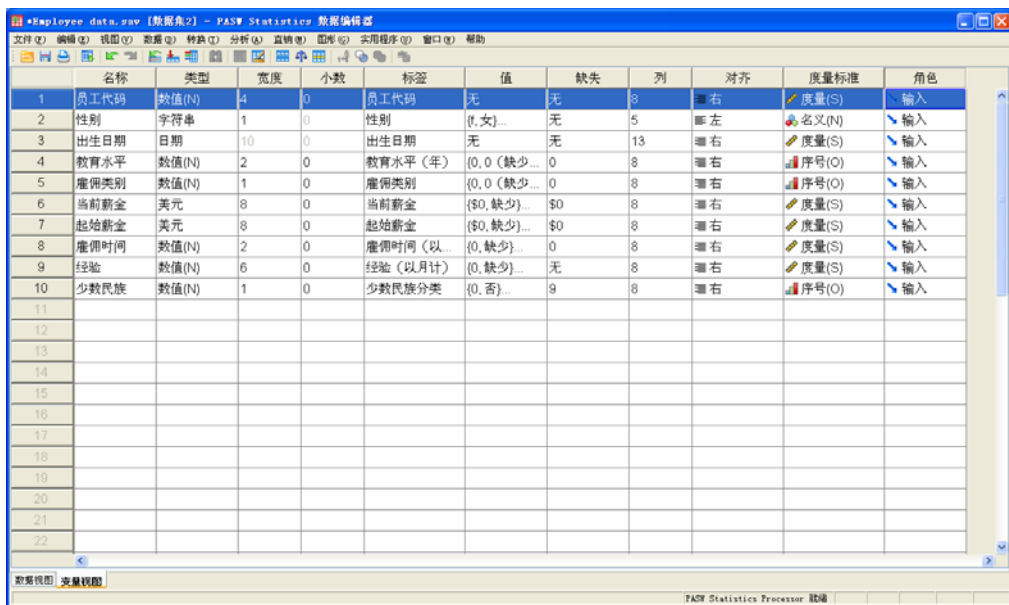 *Employee data.sav [数据集2] - PASW Statistics 数据编辑器
文件(F) 编辑(E) 视图(V) 数据(D) 转换(T) 分析(A) 直销(M) 图形(G) 实用程序(U) 窗口(W) 帮助
名称 类型 宽度 小数 标签 值 缺失 列 对齐 度量标准 角色
1 员工代码 数值(N) 4 0 员工代码 无 无 8 右 度量(S) 输入
2 性别 字符串 1 0 性别 {f, 女}... 无 5 左 名义(N) 输入
3 出生日期 日期 10 0 出生日期 无 无 13 右 度量(S) 输入
4 教育水平 数值(N) 2 0 教育水平（年） {0, 0（缺少... 0 8 右 序号(O) 输入
5 雇佣类别 数值(N) 1 0 雇佣类别 {0, 0（缺少... 0 8 右 序号(O) 输入
6 当前薪金 美元 8 0 当前薪金 {$0, 缺少}... $0 8 右 度量(S) 输入
7 起始薪金 美元 8 0 起始薪金 {$0, 缺少}... $0 8 右 度量(S) 输入
8 雇佣时间 数值(N) 2 0 雇佣时间（以... {0, 缺少}... 0 8 右 度量(S) 输入
9 经验 数值(N) 6 0 经验（以月计） {0, 缺少}... 无 8 右 度量(S) 输入
10 少数民族 数值(N) 1 0 少数民族分类 {0, 否}... 9 8 右 序号(O) 输入
11
12
13
14
15
16
17
18
19
20
21
22
数据视图 变量视图
PASW Statistics Processor 就绪